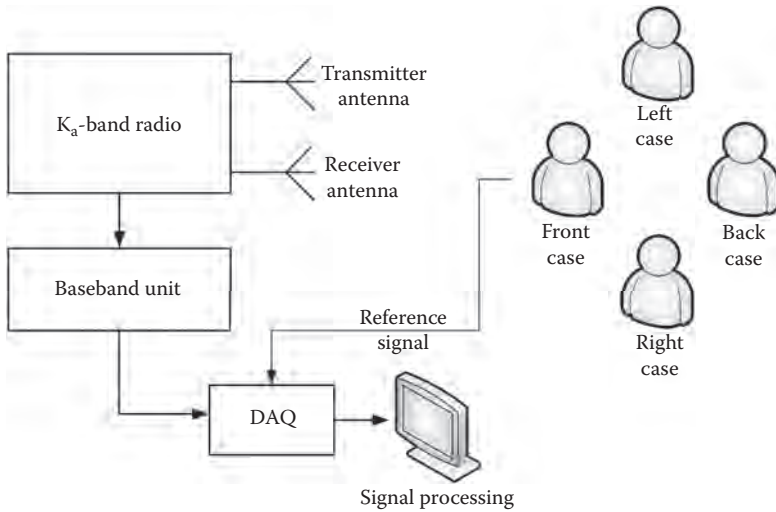 Transmitter
antenna
K_a-band radio
Left
case
Receiver
antenna
Front
case
Back
case
Baseband unit
Reference
signal
Right
case
DAQ
Signal processing